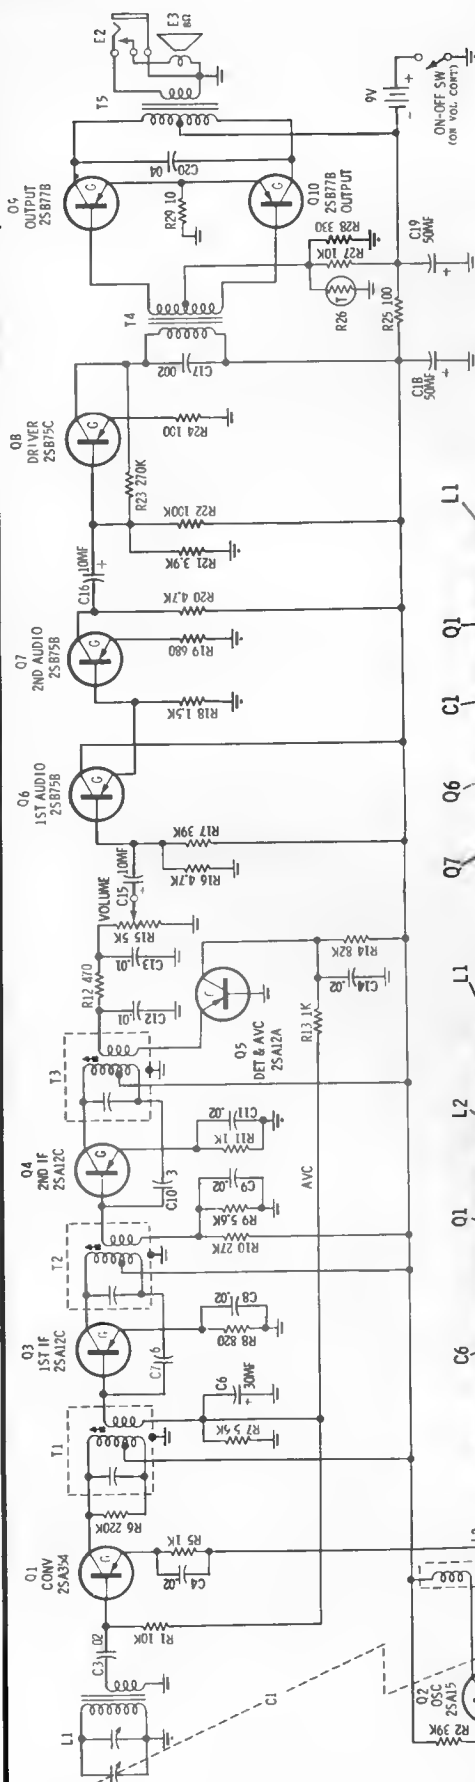 E2
E3
8Ω
T5
Q9
OUTPUT
2SB77B
C20
.04
R29 10
Q10
2SB77B
OUTPUT
9V
+
-
ON-OFF SW
(ON VOL CONT)
R28 330
R27 10K
T
R26
C19
50MF
+
R25 100
T4
C17
.002
C18
50MF
+
Q8
DRIVER
2SB75C
R24 100
R23 270K
R22 100K
R21 3.9K
C16
10MF
+
R20 4.7K
Q7
2ND AUDIO
2SB75B
R19 680
R18 1.5K
Q6
1ST AUDIO
2SB75B
R17 39K
R16 4.7K
C15
10MF
+
VOLUME
R15 5K
C13 .01
R12 470
C12 .01
R14 82K
C14 .02
R13 1K
Q5
DET & AVC
2SA12A
T3
C11
.02
R11 1K
Q4
2ND IF
2SA12C
C10
3
C9 .02
R9 5.6K
R10 27K
AVC
T2
C8
.02
R8 820
Q3
1ST IF
2SA12C
C7
6
C6
30MF
+
R7 5.6K
T1
R6 220K
Q1
CONV
2SA354
R5 1K
C4
.02
C3 .02
R1 10K
L1
C1
Q2
OSC
2SA15
R2 39K
L1
Q1
C1
Q6
Q7
L1
L2
Q1
C6